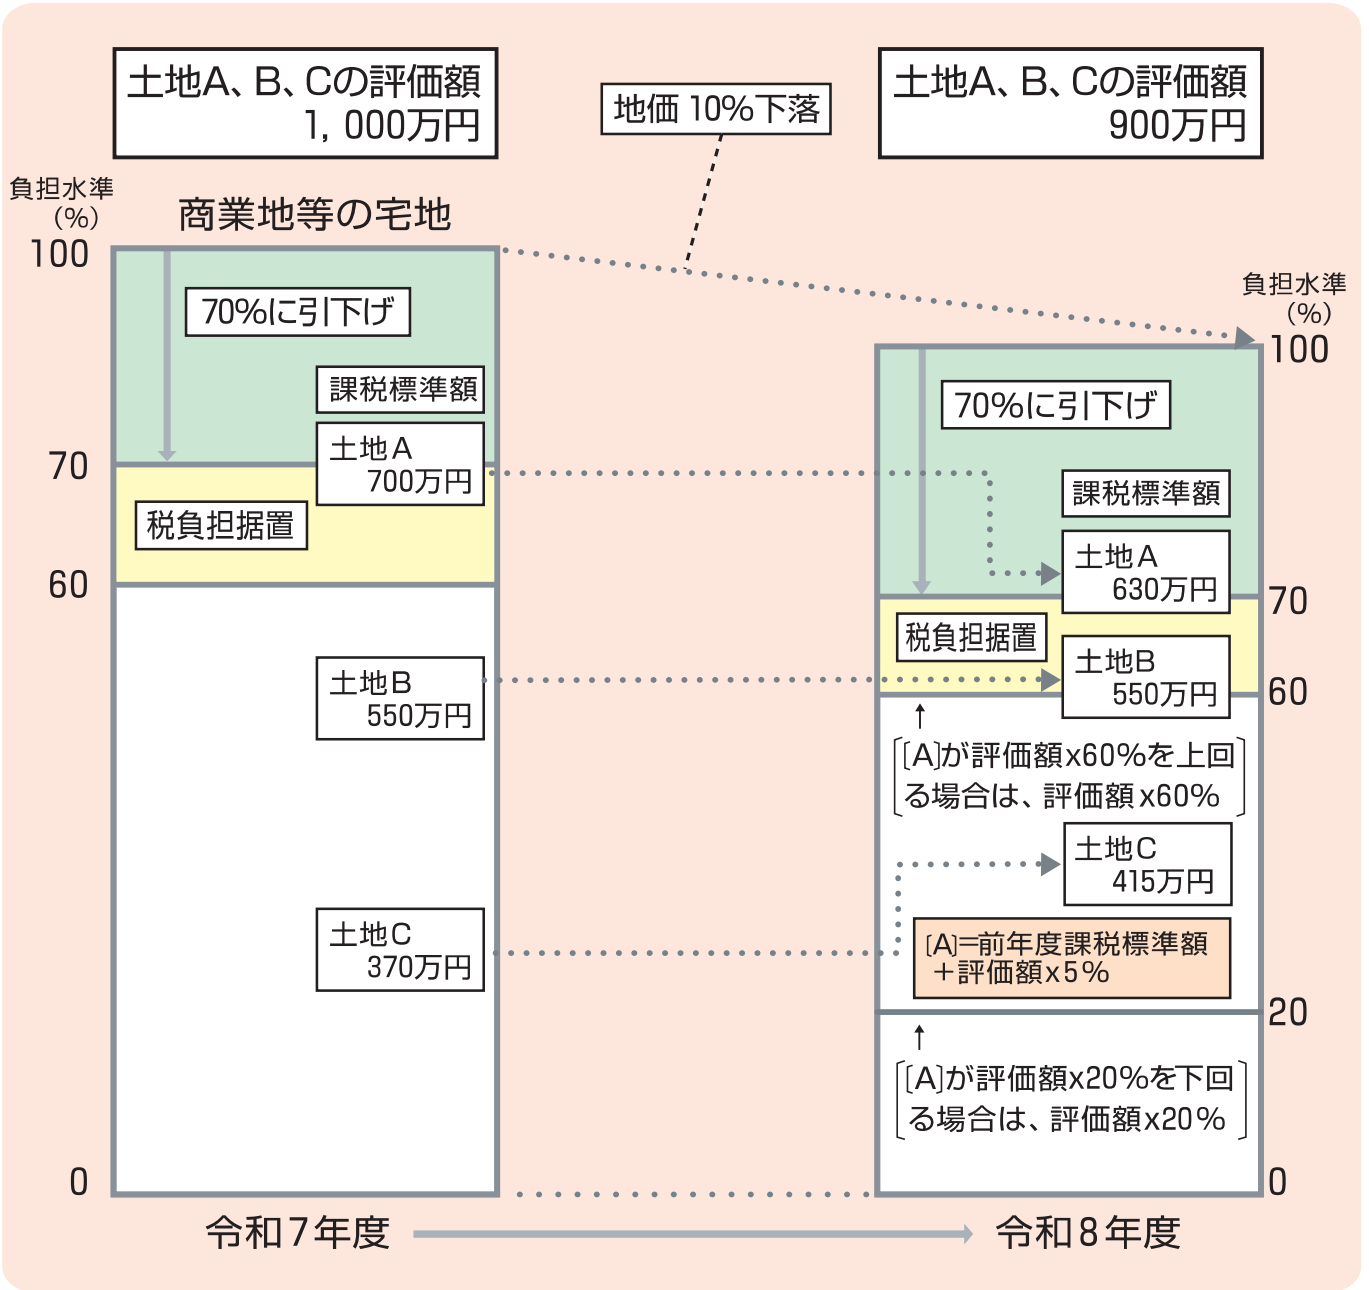 土地A、B、Cの評価額
1,000万円
地価 10%下落
土地A、B、Cの評価額
900万円
負担水準
(%)
商業地等の宅地
100
70%に引下げ
課税標準額
土地A
700万円
70
税負担据置
60
土地B
550万円
土地C
370万円
0
令和7年度
負担水準
(%)
100
70%に引下げ
課税標準額
土地A
630万円
70
税負担据置
土地B
550万円
60
↑
〔A〕が評価額x60%を上回
る場合は、評価額x60%
土地C
415万円
〔A〕=前年度課税標準額
+評価額x5%
20
↑
〔A〕が評価額x20%を下回
る場合は、評価額x20%
0
令和8年度